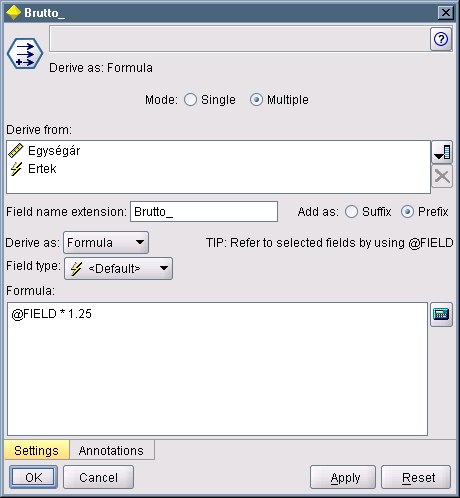 Brutto_
Derive as: Formula
Mode: Single Multiple
Derive from:
Egységár
Ertek
Field name extension: Brutto_ Add as: Suffix Prefix
Derive as: Formula TIP: Refer to selected fields by using @FIELD
Field type: <Default>
Formula:
@FIELD * 1.25
Settings Annotations
OK Cancel Apply Reset